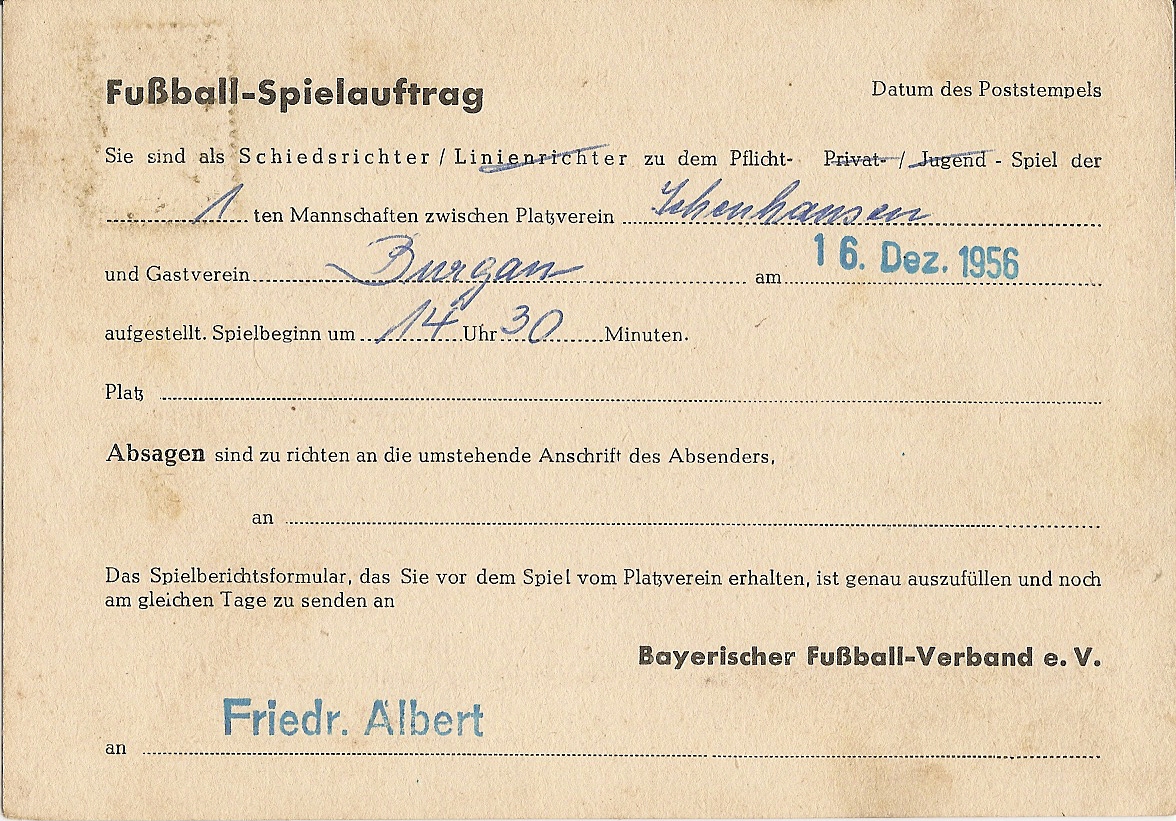 Fußball-Spielauftrag
Datum des Poststempels
Sie sind als Schiedsrichter / Linienrichter zu dem Pflicht- Privat- / Jugend - Spiel der
1 ten Mannschaften zwischen Platzverein Ichenhausen
und Gastverein Burgau am 16. Dez. 1956
aufgestellt. Spielbeginn um 14 Uhr 30 Minuten.
Platz
Absagen sind zu richten an die umstehende Anschrift des Absenders,
an
Das Spielberichtsformular, das Sie vor dem Spiel vom Platzverein erhalten, ist genau auszufüllen und noch
am gleichen Tage zu senden an
Bayerischer Fußball-Verband e. V.
an Friedr. Albert